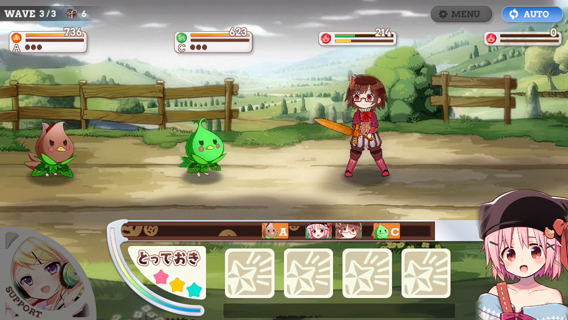 WAVE 3/3 6
MENU
AUTO
736
A
623
C
214
0
A
C
とっておき
SUPPORT